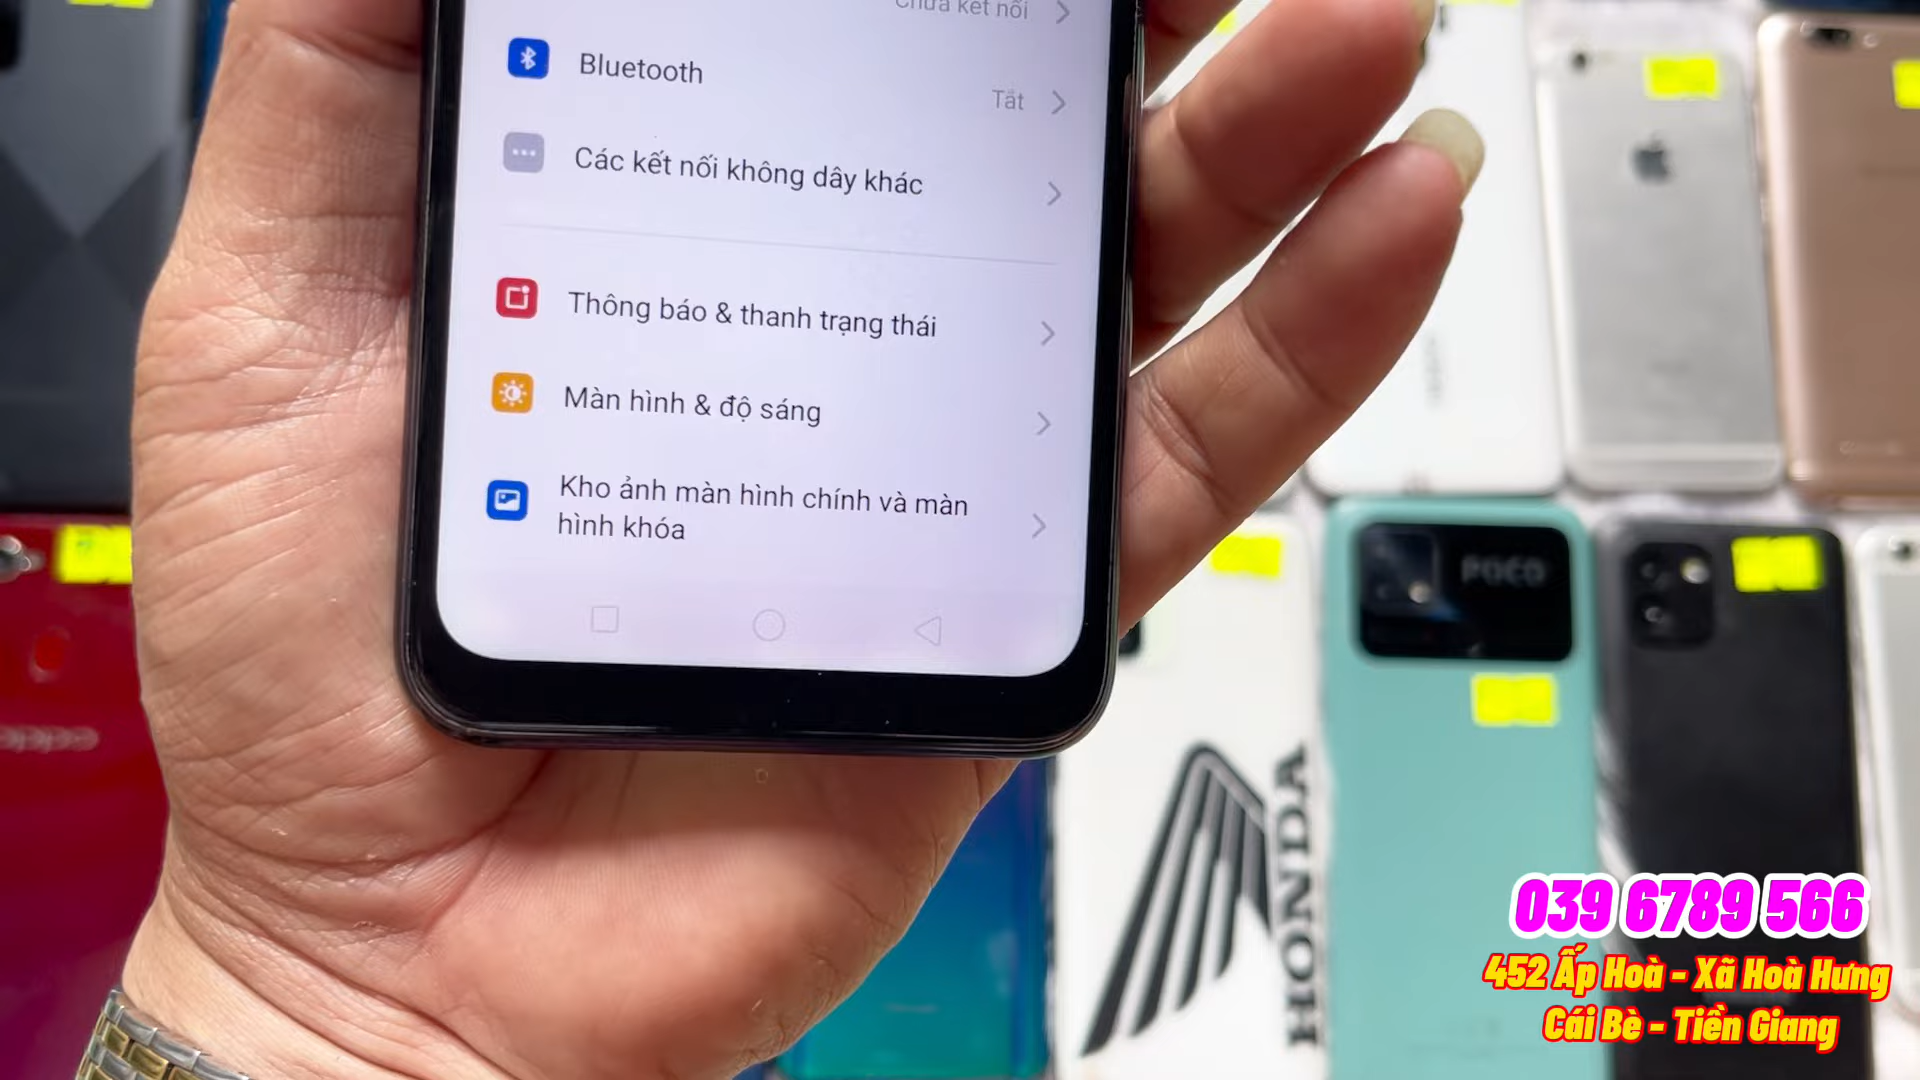 Chưa kết nối
Bluetooth
Tắt
Các kết nối không dây khác
Thông báo & thanh trạng thái
Màn hình & độ sáng
Kho ảnh màn hình chính và màn
hình khóa
POCO
oppo
HONDA
039 6789 566
452 Ấp Hoà - Xã Hoà Hưng
Cái Bè - Tiền Giang